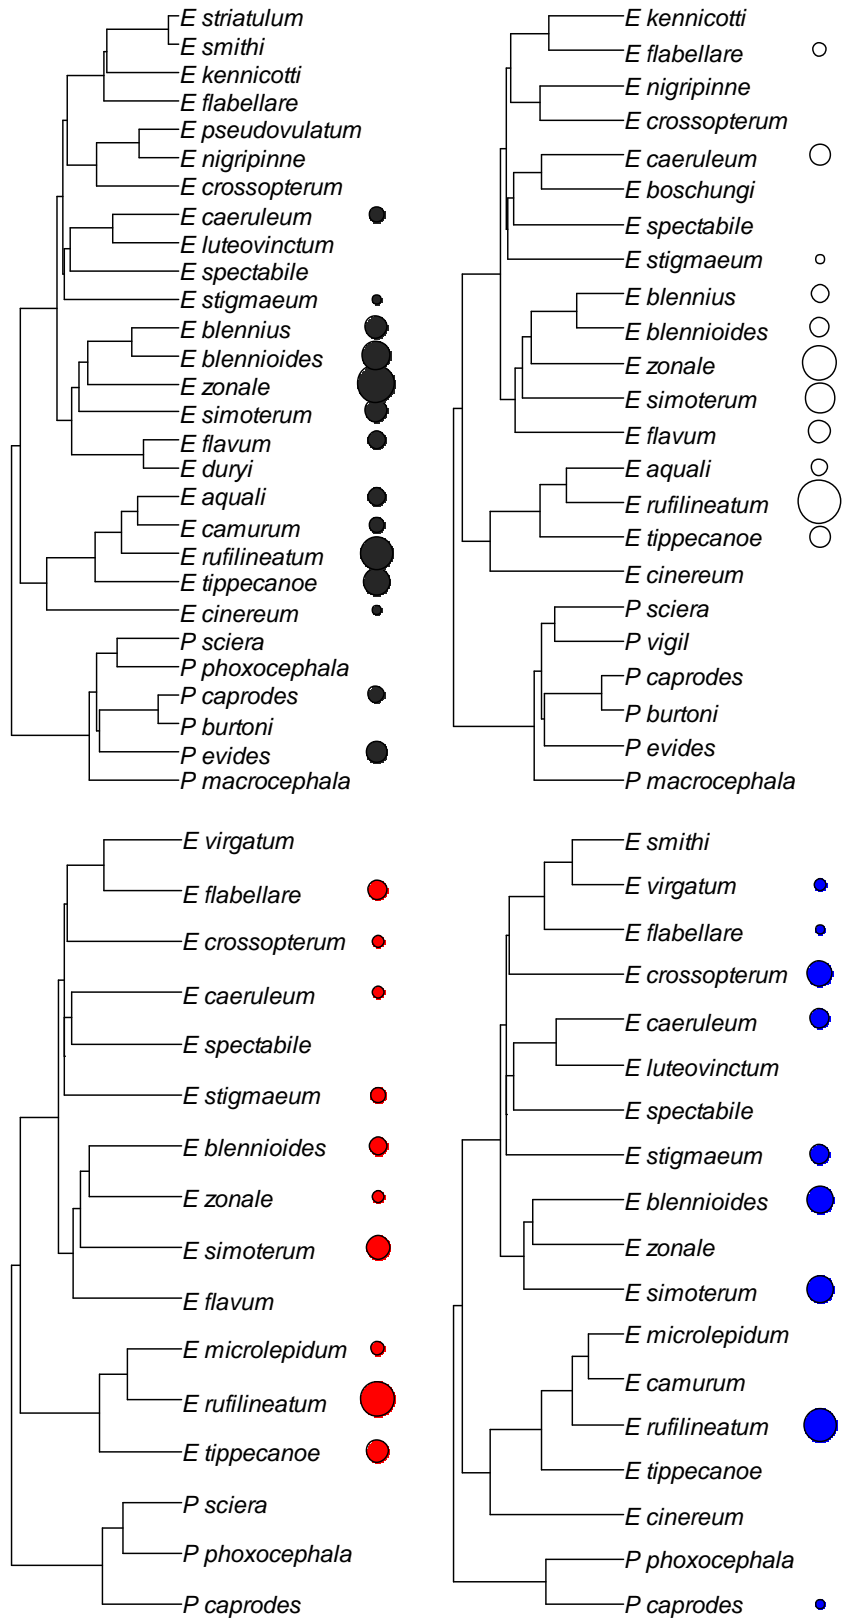 E striatulum
E smithi
E kennicotti
E flabellare
E pseudovulatum
E nigripinne
E crossopterum
E caeruleum
E luteovinctum
E spectabile
E stigmaeum
E blennius
E blennioides
E zonale
E simoterum
E flavum
E duryi
E aquali
E camurum
E rufilineatum
E tippecanoe
E cinereum
P sciera
P phoxocephala
P caprodes
P burtoni
P evides
P macrocephala
E kennicotti
E flabellare
E nigripinne
E crossopterum
E caeruleum
E boschungi
E spectabile
E stigmaeum
E blennius
E blennioides
E zonale
E simoterum
E flavum
E aquali
E rufilineatum
E tippecanoe
E cinereum
P sciera
P vigil
P caprodes
P burtoni
P evides
P macrocephala
E virgatum
E flabellare
E crossopterum
E caeruleum
E spectabile
E stigmaeum
E blennioides
E zonale
E simoterum
E flavum
E microlepidum
E rufilineatum
E tippecanoe
P sciera
P phoxocephala
P caprodes
E smithi
E virgatum
E flabellare
E crossopterum
E caeruleum
E luteovinctum
E spectabile
E stigmaeum
E blennioides
E zonale
E simoterum
E microlepidum
E camurum
E rufilineatum
E tippecanoe
E cinereum
P phoxocephala
P caprodes